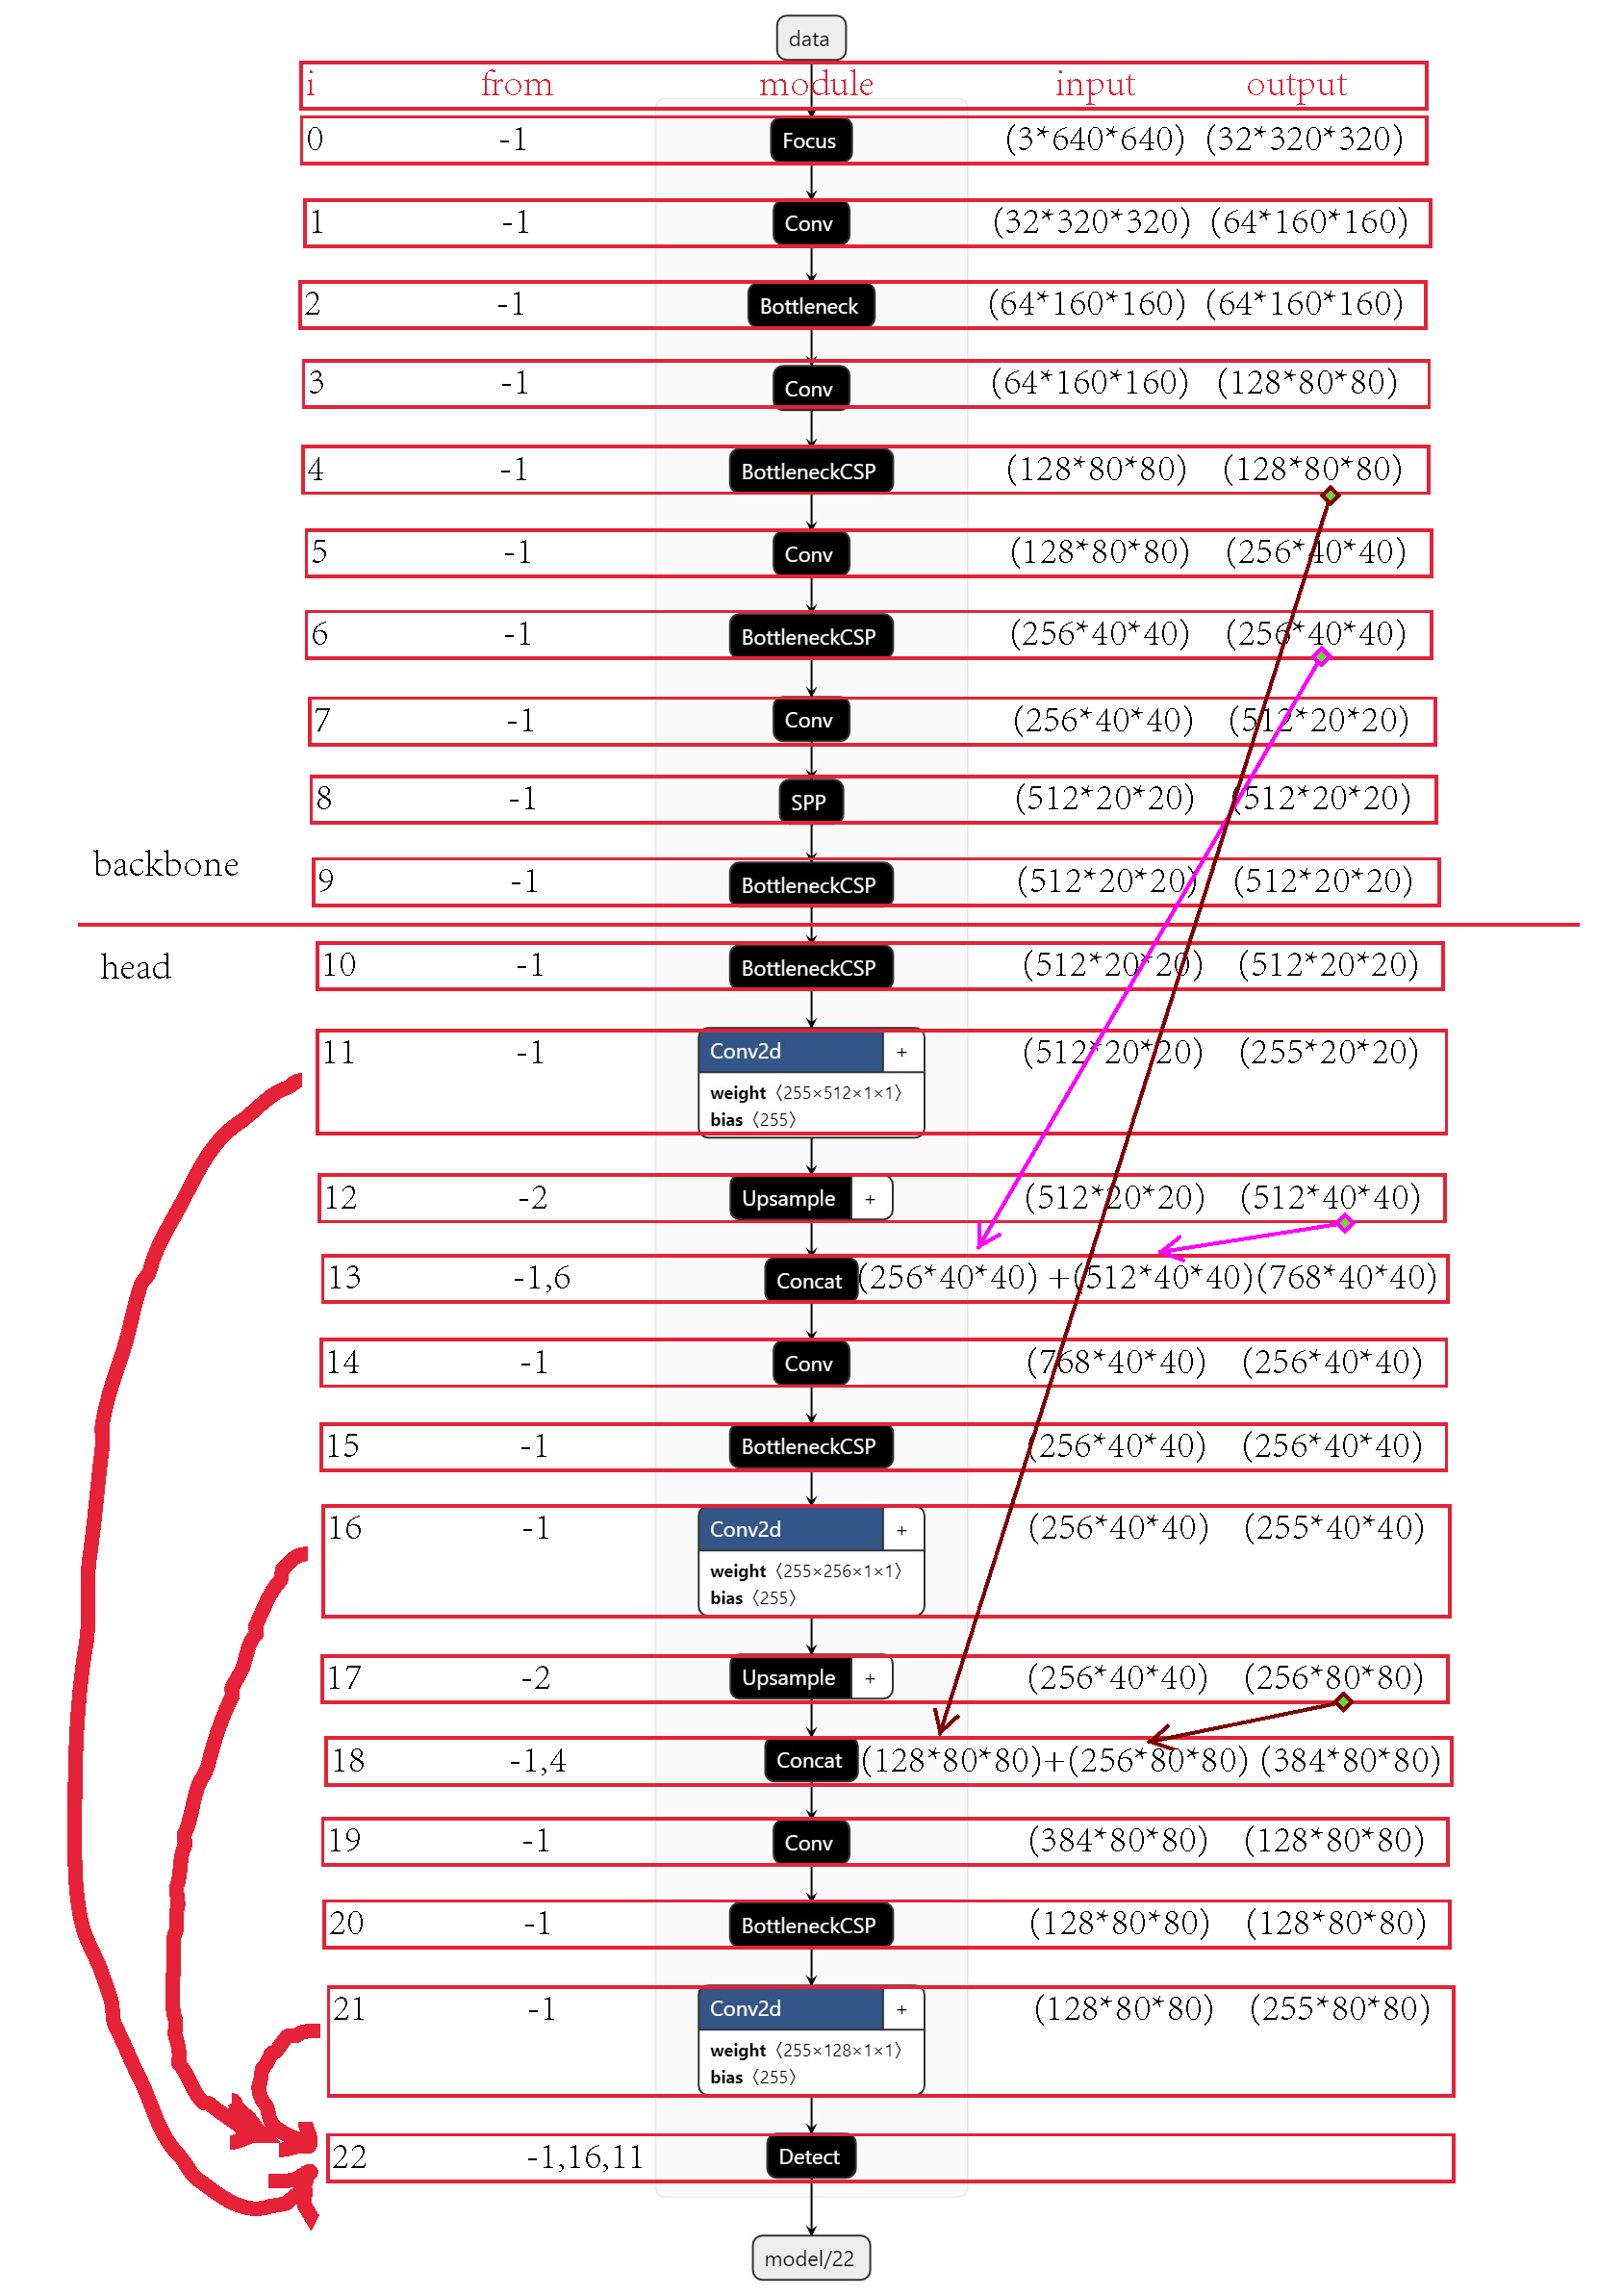 data
i from module input output
0 -1 Focus (3*640*640) (32*320*320)
1 -1 Conv (32*320*320) (64*160*160)
2 -1 Bottleneck (64*160*160) (64*160*160)
3 -1 Conv (64*160*160) (128*80*80)
4 -1 BottleneckCSP (128*80*80) (128*80*80)
5 -1 Conv (128*80*80) (256*40*40)
6 -1 BottleneckCSP (256*40*40) (256*40*40)
7 -1 Conv (256*40*40) (512*20*20)
8 -1 SPP (512*20*20) (512*20*20)
backbone
9 -1 BottleneckCSP (512*20*20) (512*20*20)
head
10 -1 BottleneckCSP (512*20*20) (512*20*20)
11 -1 Conv2d + (512*20*20) (255*20*20)
weight 〈255×512×1×1〉
bias 〈255〉
12 -2 Upsample + (512*20*20) (512*40*40)
13 -1,6 Concat (256*40*40) +(512*40*40)(768*40*40)
14 -1 Conv (768*40*40) (256*40*40)
15 -1 BottleneckCSP (256*40*40) (256*40*40)
16 -1 Conv2d + (256*40*40) (255*40*40)
weight 〈255×256×1×1〉
bias 〈255〉
17 -2 Upsample + (256*40*40) (256*80*80)
18 -1,4 Concat (128*80*80)+(256*80*80) (384*80*80)
19 -1 Conv (384*80*80) (128*80*80)
20 -1 BottleneckCSP (128*80*80) (128*80*80)
21 -1 Conv2d + (128*80*80) (255*80*80)
weight 〈255×128×1×1〉
bias 〈255〉
22 -1,16,11 Detect
model/22